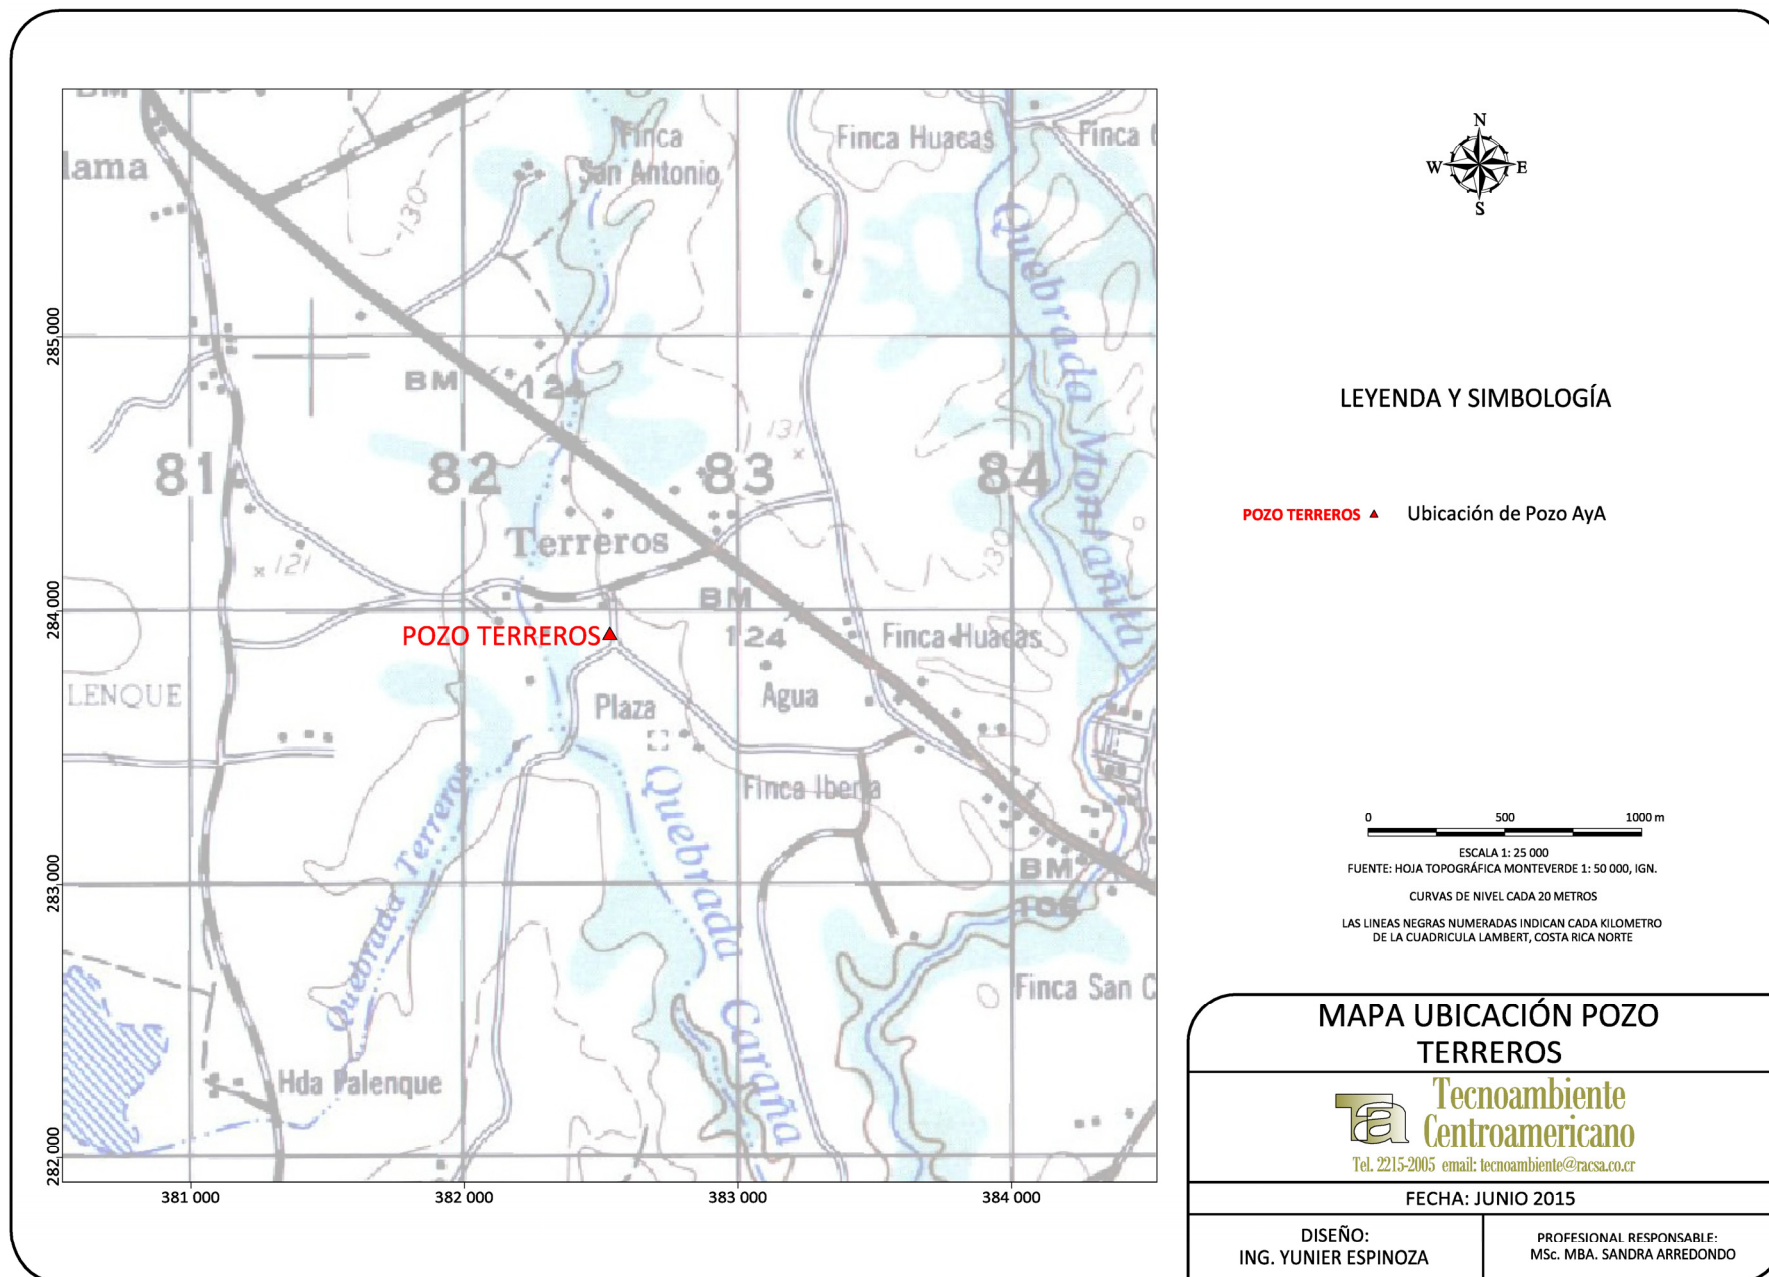 Finca
San Antonio
Finca Huacas
Finca
lama
130
BM
124
131
81
82
83
84
Quebrada Montañita
Terreros
121
130
BM
124
Finca Huacas
POZO TERREROS
LENQUE
Plaza
Agua
Finca Iberia
Quebrada Terreros
Quebrada Caraña
BM
106
Finca San C
Hda Palenque
285 000
284 000
283 000
282 000
381 000
382 000
383 000
384 000
N
W E
S
LEYENDA Y SIMBOLOGÍA
POZO TERREROS Ubicación de Pozo AyA
0 500 1000 m
ESCALA 1: 25 000
FUENTE: HOJA TOPOGRÁFICA MONTEVERDE 1: 50 000, IGN.
CURVAS DE NIVEL CADA 20 METROS
LAS LINEAS NEGRAS NUMERADAS INDICAN CADA KILOMETRO
DE LA CUADRICULA LAMBERT, COSTA RICA NORTE
MAPA UBICACIÓN POZO
TERREROS
Ta
Tecnoambiente
Centroamericano
Tel. 2215-2005 email: tecnoambiente@racsa.co.cr
FECHA: JUNIO 2015
DISEÑO:
ING. YUNIER ESPINOZA
PROFESIONAL RESPONSABLE:
MSc. MBA. SANDRA ARREDONDO